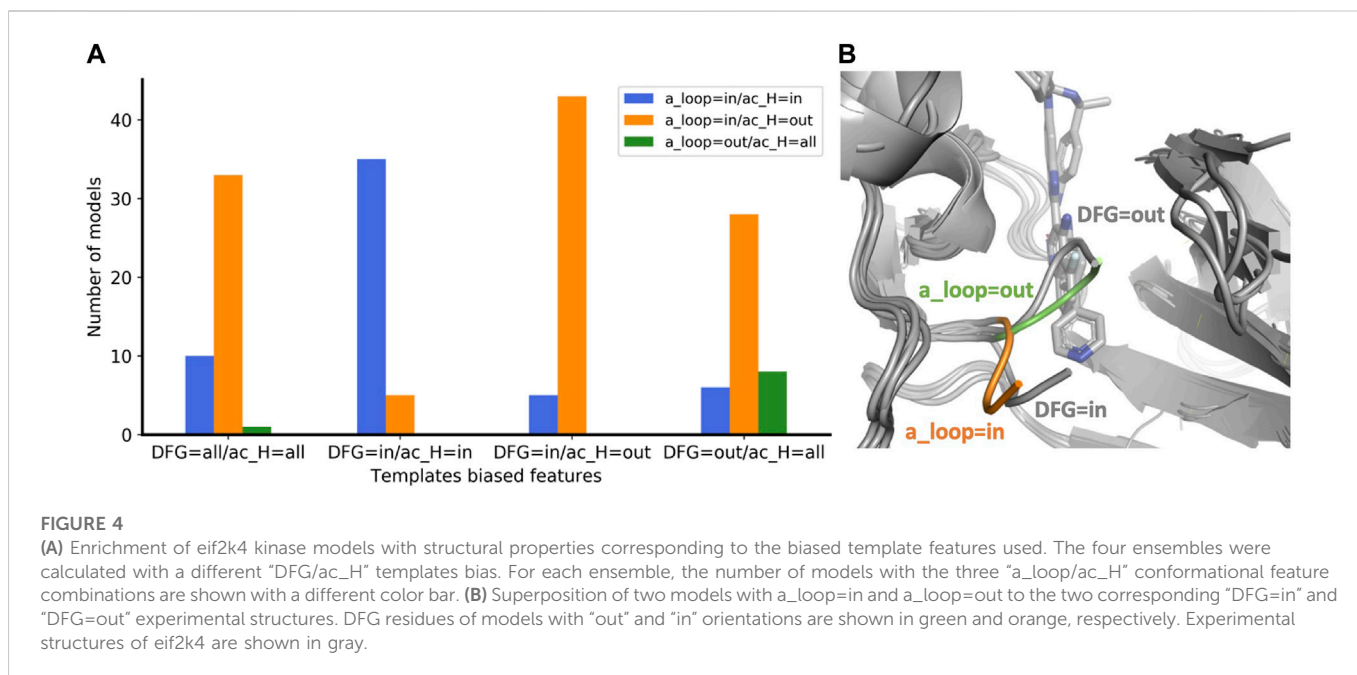 A
B
Number of models
40
30
20
10
0
a_loop=in/ac_H=in
a_loop=in/ac_H=out
a_loop=out/ac_H=all
DFG=all/ac_H=all
DFG=in/ac_H=in
DFG=in/ac_H=out
DFG=out/ac_H=all
Templates biased features
DFG=out
a_loop=out
DFG=in
a_loop=in
FIGURE 4
(A) Enrichment of eif2k4 kinase models with structural properties corresponding to the biased template features used. The four ensembles were
calculated with a different “DFG/ac_H” templates bias. For each ensemble, the number of models with the three “a_loop/ac_H” conformational feature
combinations are shown with a different color bar. (B) Superposition of two models with a_loop=in and a_loop=out to the two corresponding “DFG=in” and
“DFG=out” experimental structures. DFG residues of models with “out” and “in” orientations are shown in green and orange, respectively. Experimental
structures of eif2k4 are shown in gray.